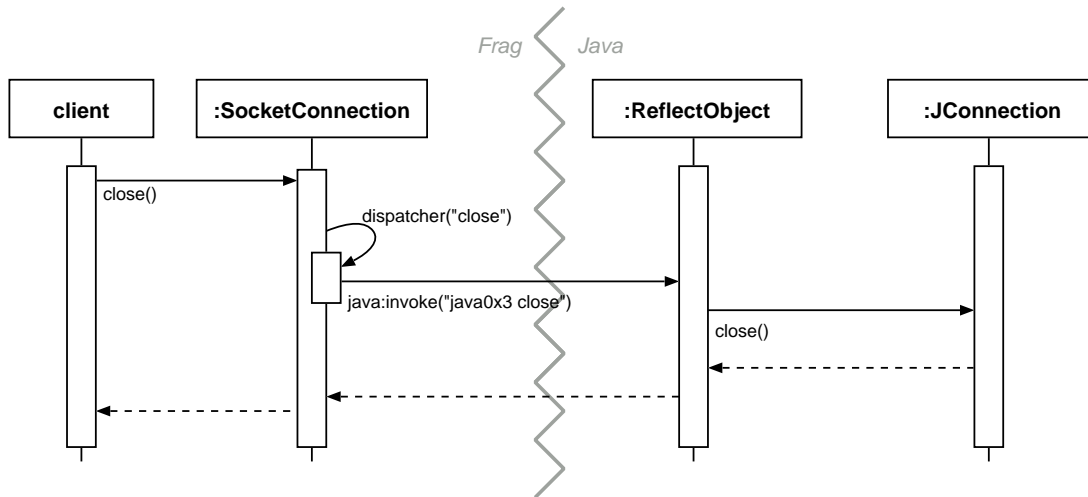 Frag
Java
client
:SocketConnection
:ReflectObject
:JConnection
close()
dispatcher("close")
java:invoke("java0x3 close")
close()